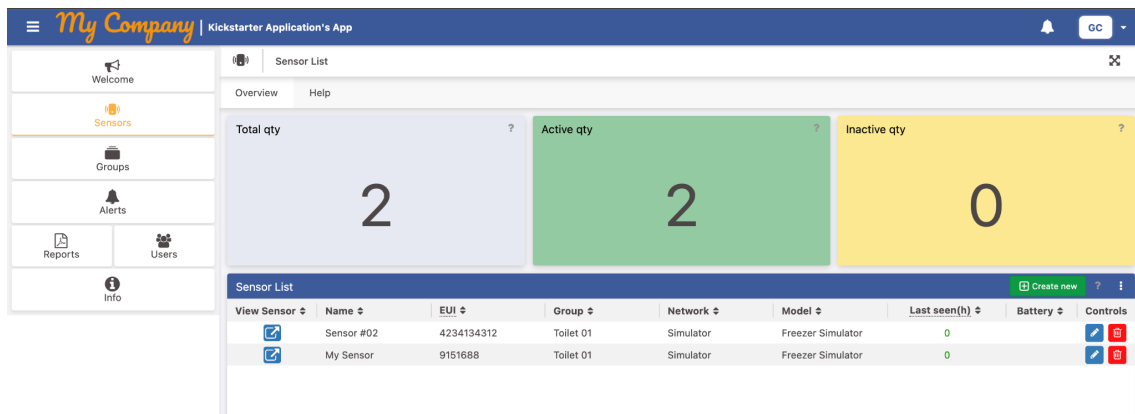 My Company | Kickstarter Application's App
GC
Welcome
Sensors
Groups
Alerts
Reports
Users
Info
Sensor List
Overview Help
Total qty ?
2
Active qty ?
2
Inactive qty ?
0
Sensor List
Create new ?
View Sensor Name EUI Group Network Model Last seen(h) Battery Controls
Sensor #02 4234134312 Toilet 01 Simulator Freezer Simulator 0
My Sensor 9151688 Toilet 01 Simulator Freezer Simulator 0